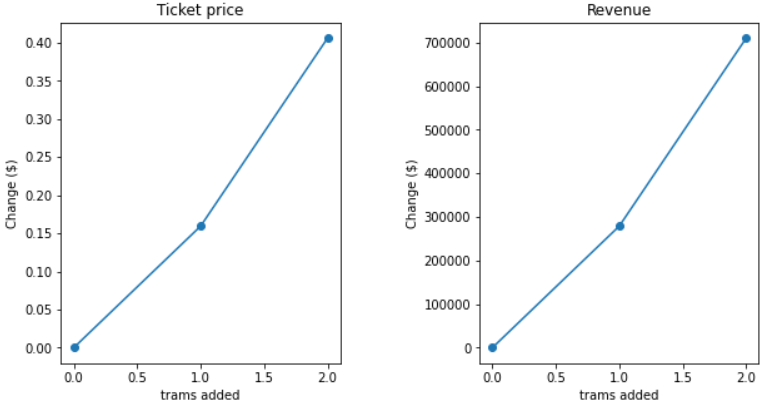 Ticket price
Change ($)
0.40
0.35
0.30
0.25
0.20
0.15
0.10
0.05
0.00
0.0 0.5 1.0 1.5 2.0
trams added
Revenue
Change ($)
700000
600000
500000
400000
300000
200000
100000
0
0.0 0.5 1.0 1.5 2.0
trams added